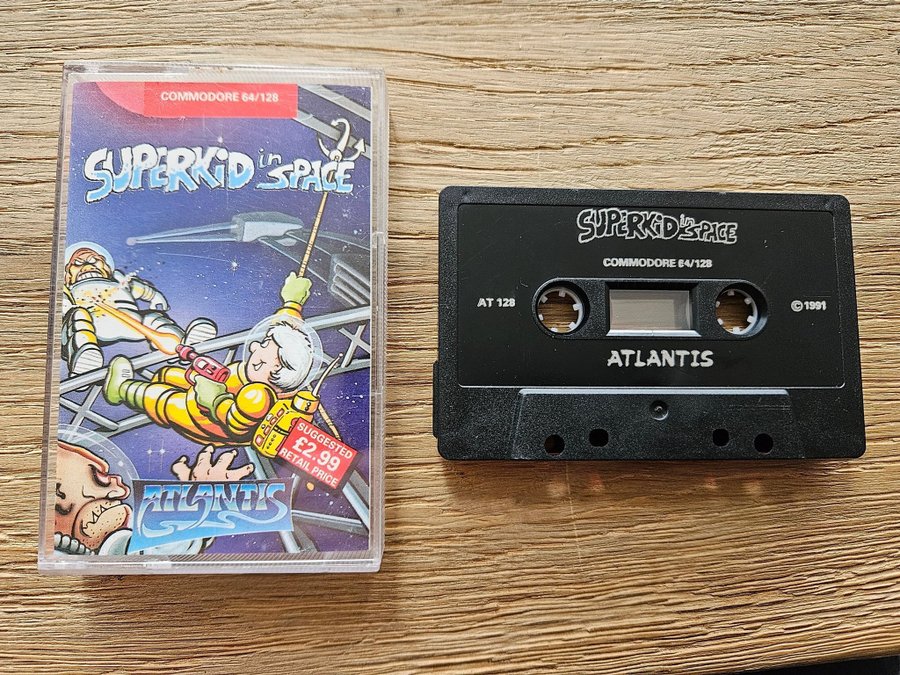 COMMODORE 64/128
SUPERKiD in SPACE
SUGGESTED
£2.99
RETAIL PRICE
ATLANTIS
SUPERKiD in SPACE
COMMODORE 64/128
AT 128
©1991
ATLANTIS